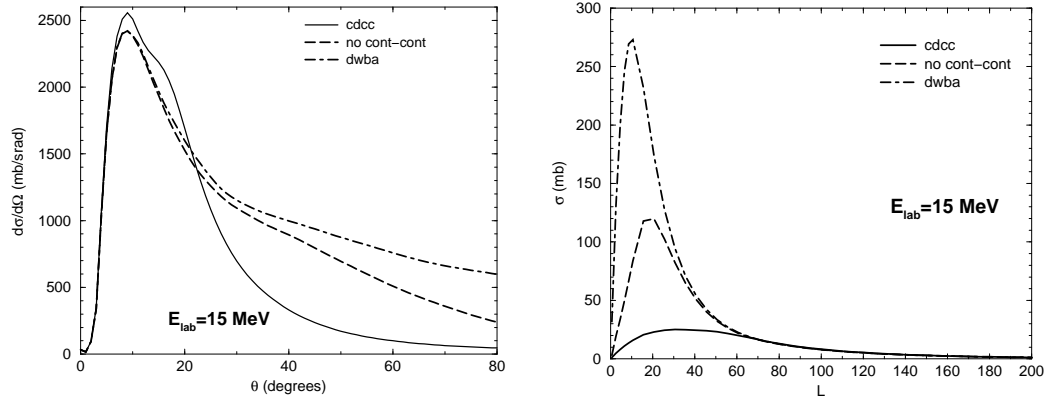 cdcc
no cont−cont
dwba
E_lab=15 MeV
dσ/dΩ (mb/srad)
0
500
1000
1500
2000
2500
0 20 40 60 80
θ (degrees)
cdcc
no cont−cont
dwba
E_lab=15 MeV
σ (mb)
300
250
200
150
100
50
0
0 20 40 60 80 100 120 140 160 180 200
L